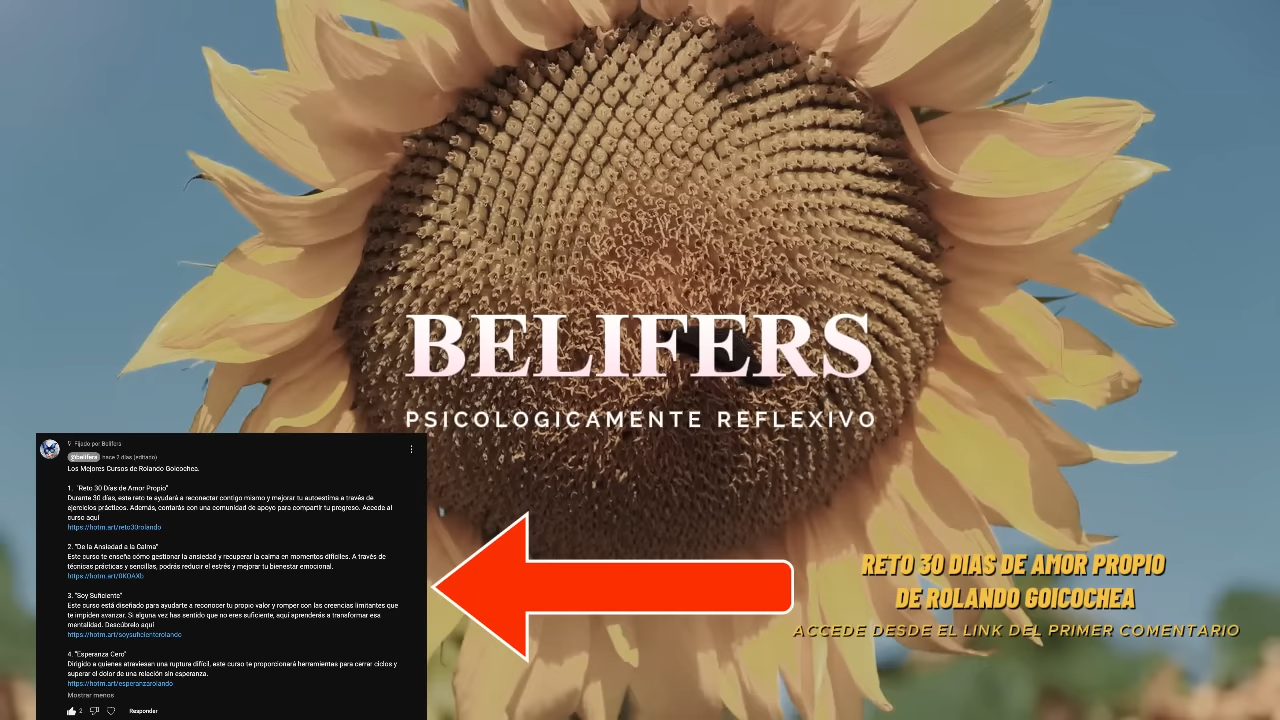 BELIFERS
PSICOLOGICAMENTE REFLEXIVO
Fijado por Belifers
@belifers hace 2 días (editado)
Los Mejores Cursos de Rolando Goicochea.
1. "Reto 30 Días de Amor Propio"
Durante 30 días, este reto te ayudará a reconectar contigo mismo y mejorar tu autoestima a través de
ejercicios prácticos. Además, contarás con una comunidad de apoyo para compartir tu progreso. Accede al
curso aquí
https://hotm.art/reto30rolando
2. "De la Ansiedad a la Calma"
Este curso te enseña cómo gestionar la ansiedad y recuperar la calma en momentos difíciles. A través de
técnicas prácticas y sencillas, podrás reducir el estrés y mejorar tu bienestar emocional.
https://hotm.art/0KOAXb
3. "Soy Suficiente"
Este curso está diseñado para ayudarte a reconocer tu propio valor y romper con las creencias limitantes que
te impiden avanzar. Si alguna vez has sentido que no eres suficiente, aquí aprenderás a transformar esa
mentalidad. Descúbrelo aquí
https://hotm.art/soysuficienterolando
4. "Esperanza Cero"
Dirigido a quienes atraviesan una ruptura difícil, este curso te proporcionará herramientas para cerrar ciclos y
superar el dolor de una relación sin esperanza.
https://hotm.art/esperanzarolando
Mostrar menos
2 Responder
RETO 30 DIAS DE AMOR PROPIO
DE ROLANDO GOICOCHEA
ACCEDE DESDE EL LINK DEL PRIMER COMENTARIO